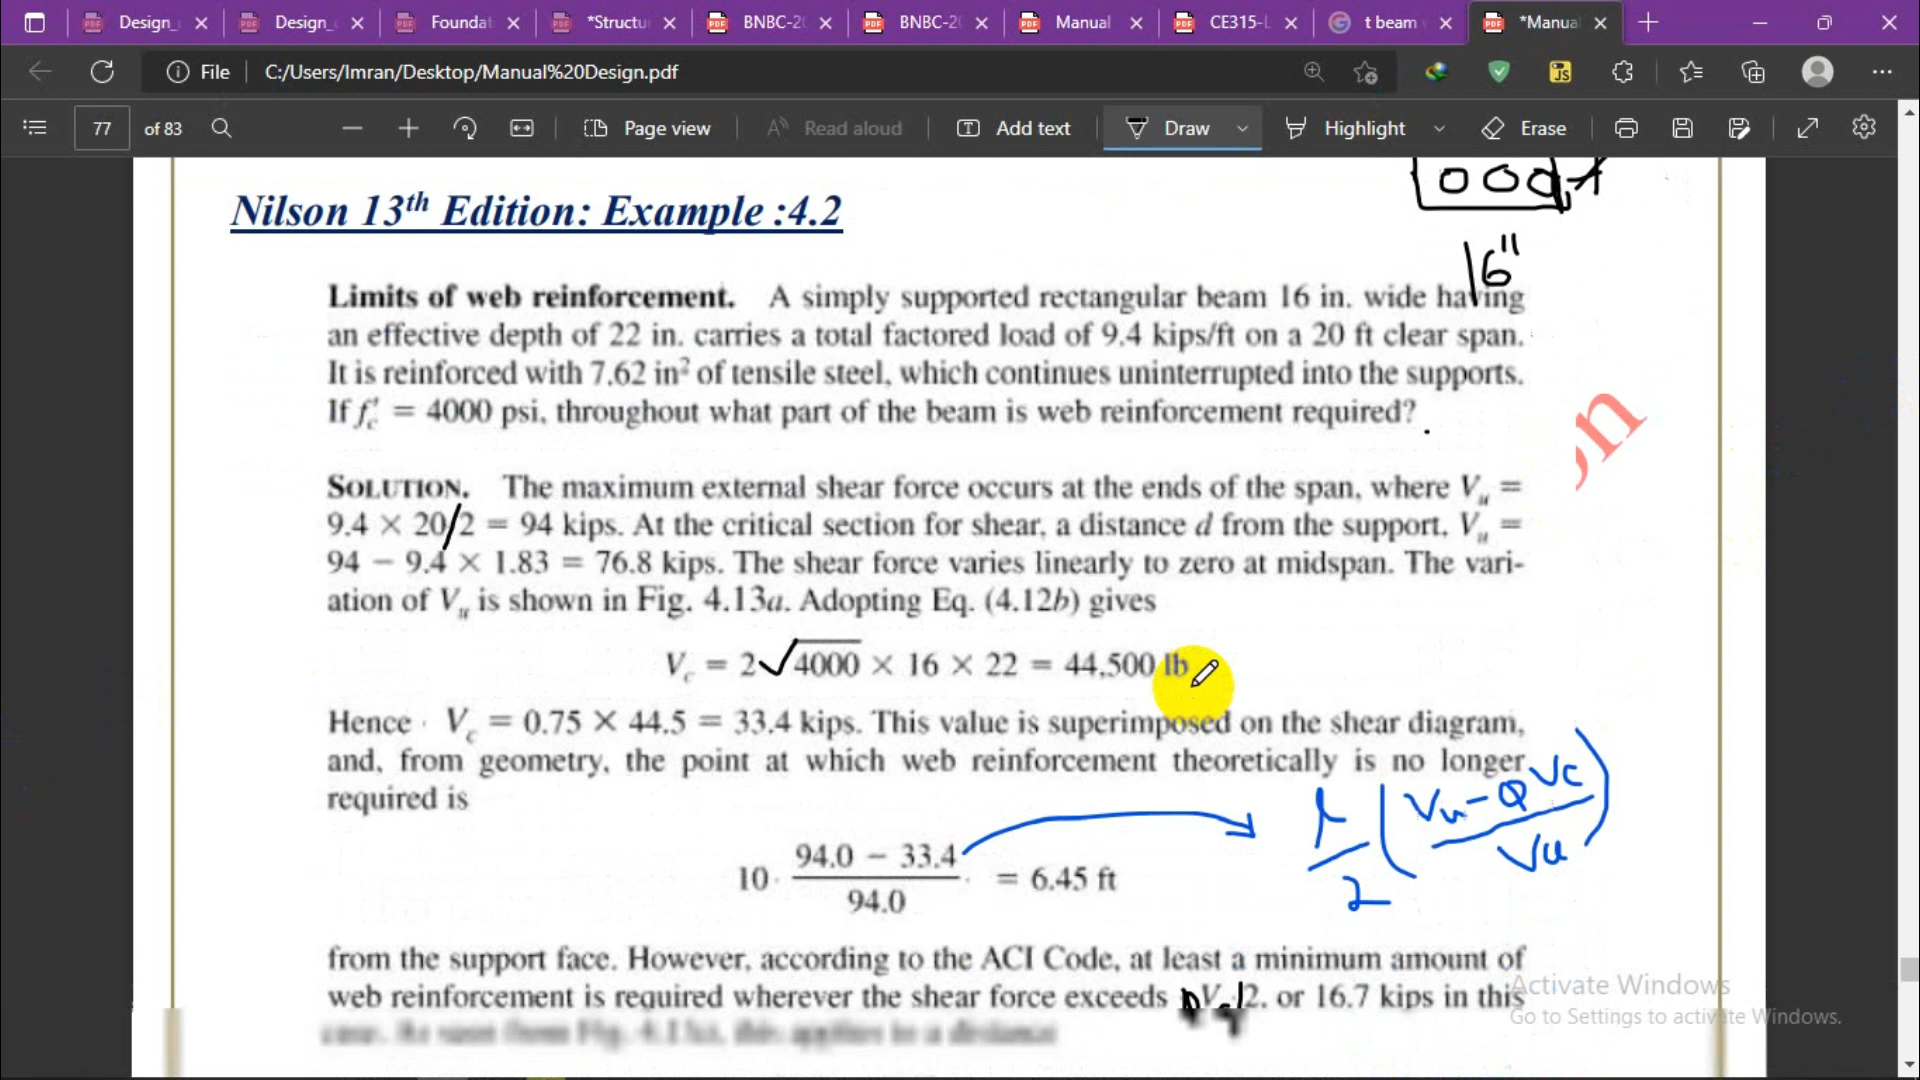 Design_
Design_
Foundat
*Structu
BNBC-20
BNBC-20
Manual
CE315-L
t beam
*Manua
File
C:/Users/Imran/Desktop/Manual%20Design.pdf
77 of 83
Page view
Read aloud
Add text
Draw
Highlight
Erase
16"
Nilson 13th Edition: Example :4.2
Limits of web reinforcement. A simply supported rectangular beam 16 in. wide having
an effective depth of 22 in. carries a total factored load of 9.4 kips/ft on a 20 ft clear span.
It is reinforced with 7.62 in² of tensile steel, which continues uninterrupted into the supports.
If f′c = 4000 psi, throughout what part of the beam is web reinforcement required?
SOLUTION. The maximum external shear force occurs at the ends of the span, where Vu =
9.4 × 20/2 = 94 kips. At the critical section for shear, a distance d from the support, Vu =
94 − 9.4 × 1.83 = 76.8 kips. The shear force varies linearly to zero at midspan. The vari-
ation of Vu is shown in Fig. 4.13a. Adopting Eq. (4.12b) gives
Vc = 2√4000 × 16 × 22 = 44,500 lb
Hence Vc = 0.75 × 44.5 = 33.4 kips. This value is superimposed on the shear diagram,
and, from geometry, the point at which web reinforcement theoretically is no longer
required is
10 94.0 − 33.4 / 94.0 = 6.45 ft
L/2 (Vu − φVc / Vu)
from the support face. However, according to the ACI Code, at least a minimum amount of
web reinforcement is required wherever the shear force exceeds Vc/2, or 16.7 kips in this
Activate Windows
Go to Settings to activate Windows.